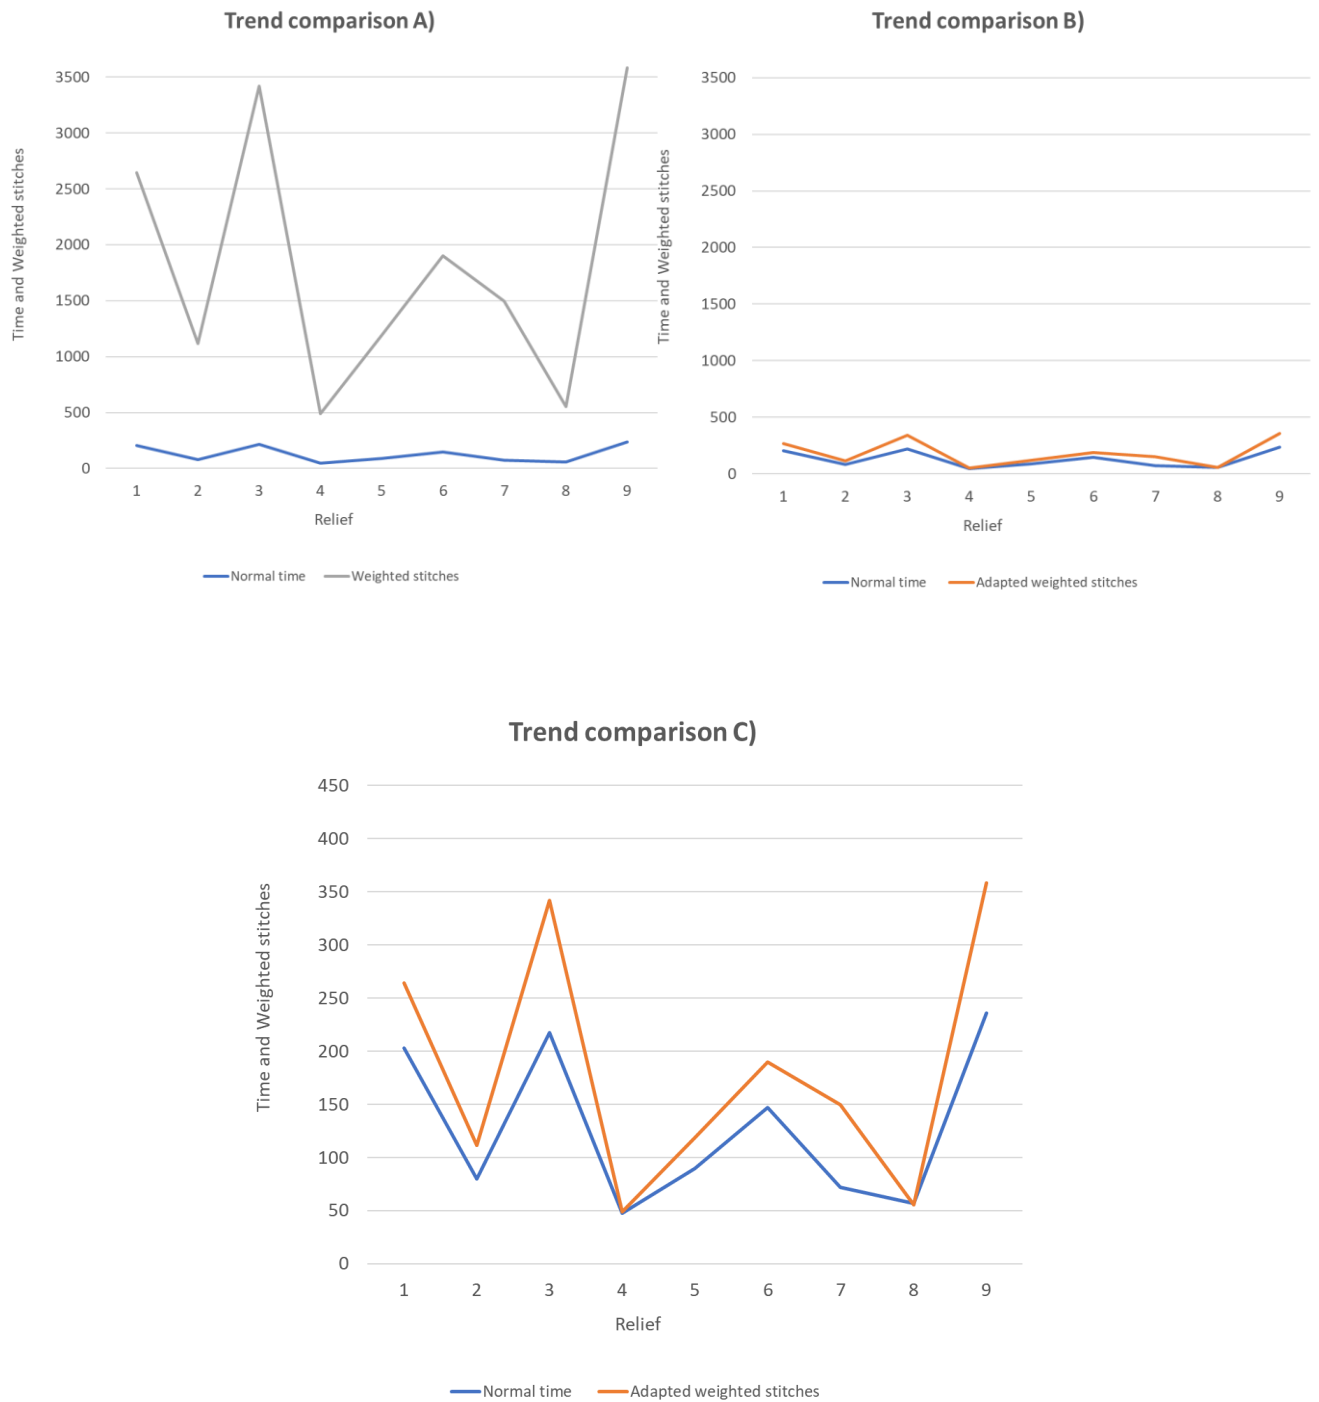 Trend comparison A)
Time and Weighted stitches
3500
3000
2500
2000
1500
1000
500
0
1 2 3 4 5 6 7 8 9
Relief
Normal time Weighted stitches
Trend comparison B)
Time and Weighted stitches
3500
3000
2500
2000
1500
1000
500
0
1 2 3 4 5 6 7 8 9
Relief
Normal time Adapted weighted stitches
Trend comparison C)
Time and Weighted stitches
450
400
350
300
250
200
150
100
50
0
1 2 3 4 5 6 7 8 9
Relief
Normal time Adapted weighted stitches